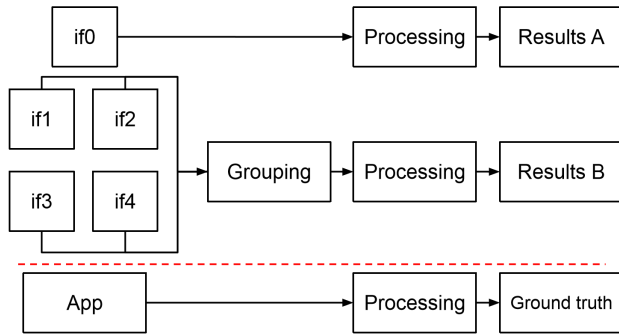 if0
Processing
Results A
if1
if2
Grouping
Processing
Results B
if3
if4
App
Processing
Ground truth